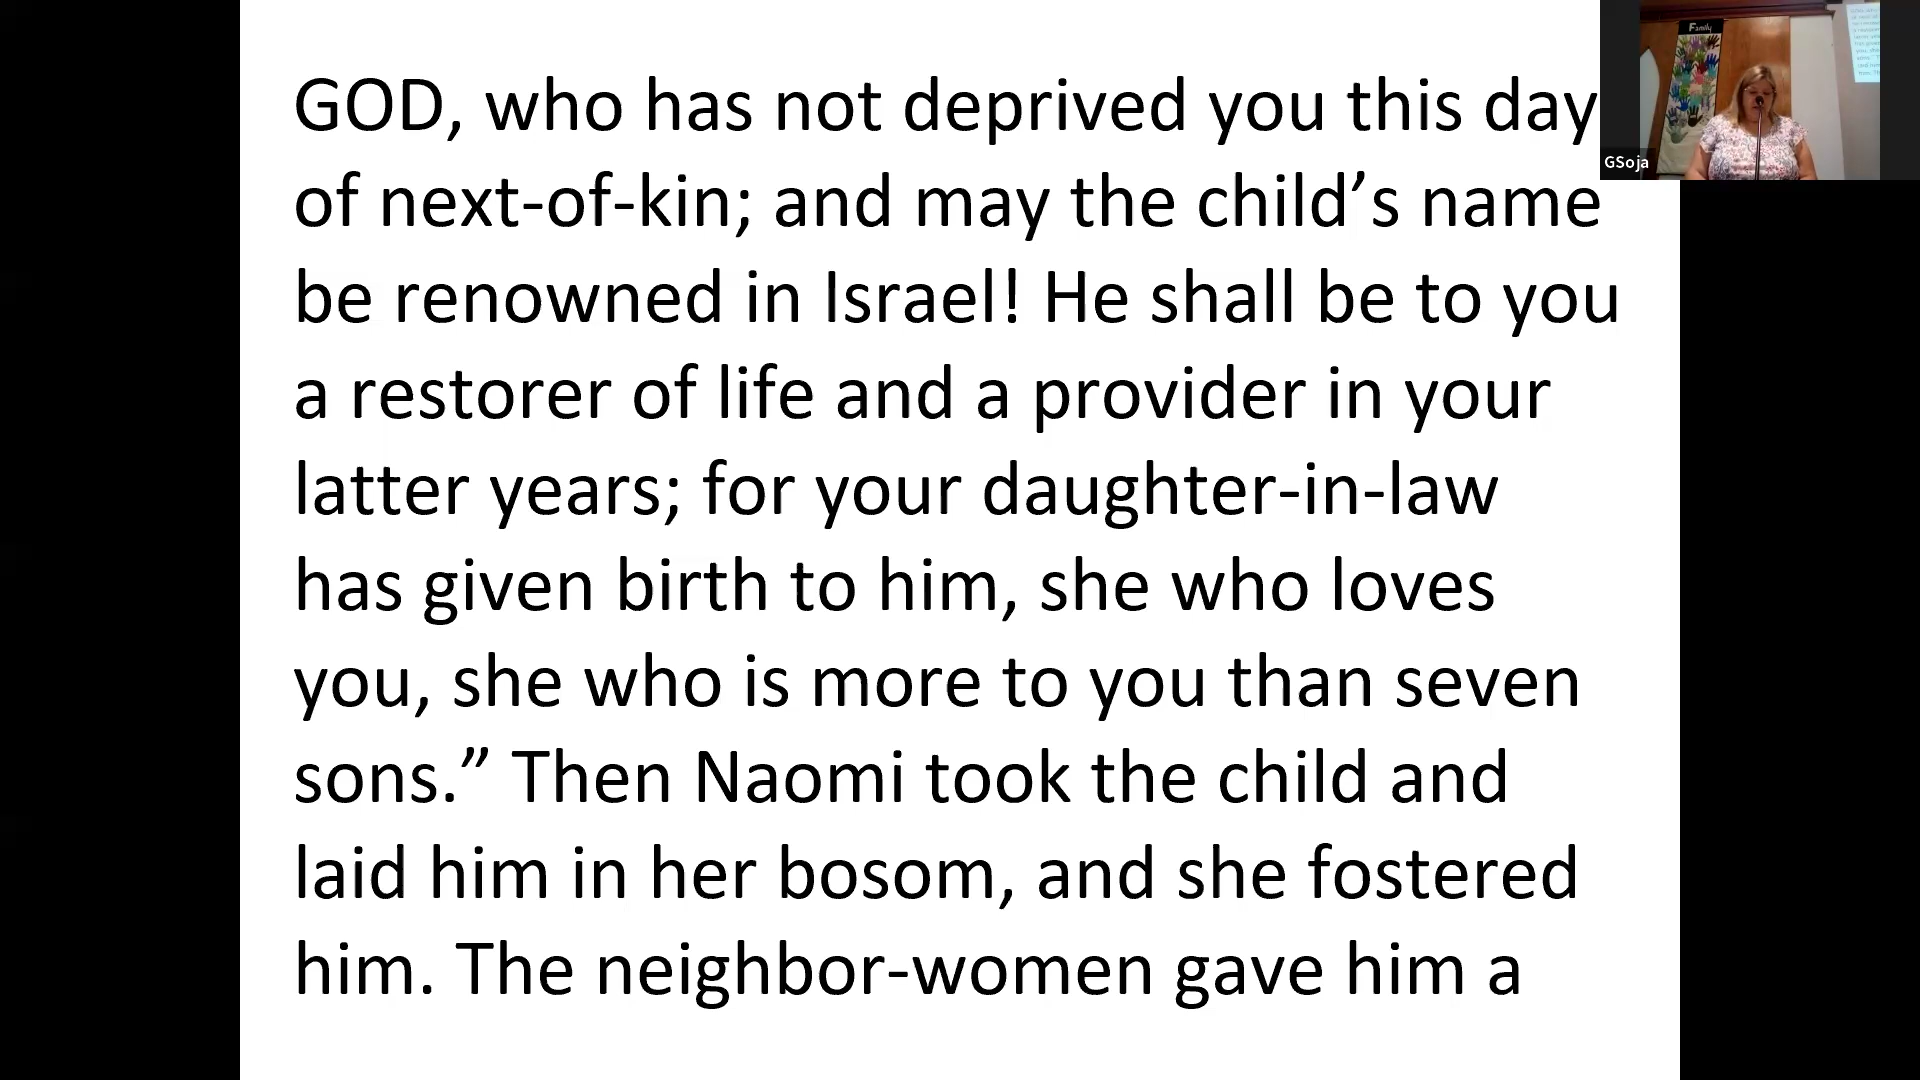 GOD, who has not deprived you this day
of next-of-kin; and may the child’s name
be renowned in Israel! He shall be to you
a restorer of life and a provider in your
latter years; for your daughter-in-law
has given birth to him, she who loves
you, she who is more to you than seven
sons.” Then Naomi took the child and
laid him in her bosom, and she fostered
him. The neighbor-women gave him a
Family
GSoja